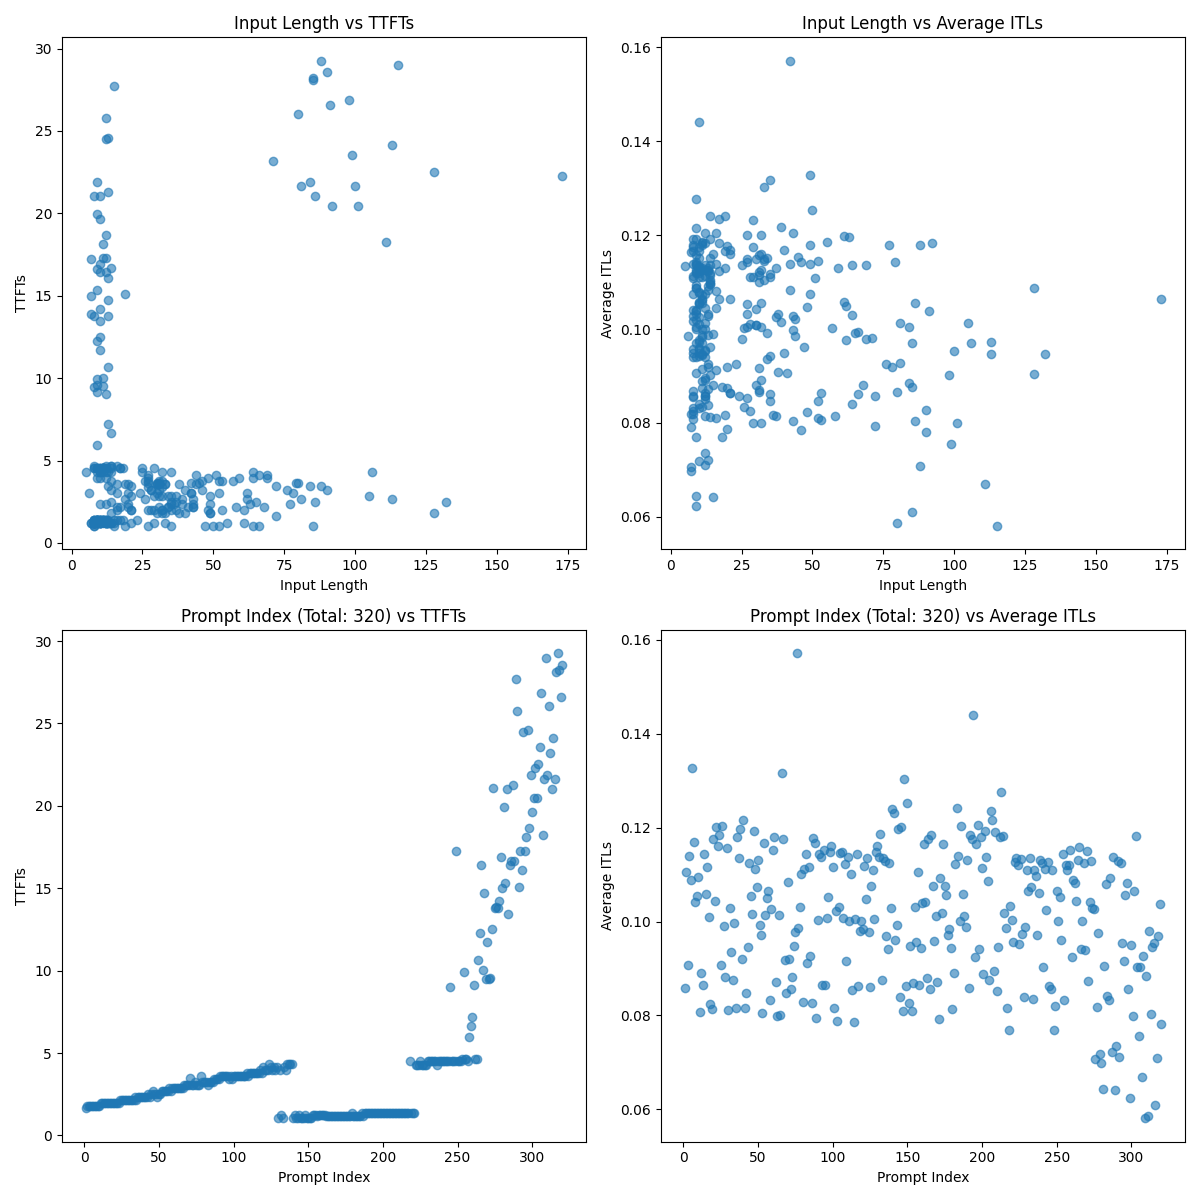 Input Length vs TTFTs
30
25
20
15
10
5
0
TTFTs
0 25 50 75 100 125 150 175
Input Length
Input Length vs Average ITLs
0.16
0.14
0.12
0.10
0.08
0.06
Average ITLs
0 25 50 75 100 125 150 175
Input Length
Prompt Index (Total: 320) vs TTFTs
30
25
20
15
10
5
0
TTFTs
0 50 100 150 200 250 300
Prompt Index
Prompt Index (Total: 320) vs Average ITLs
0.16
0.14
0.12
0.10
0.08
0.06
Average ITLs
0 50 100 150 200 250 300
Prompt Index